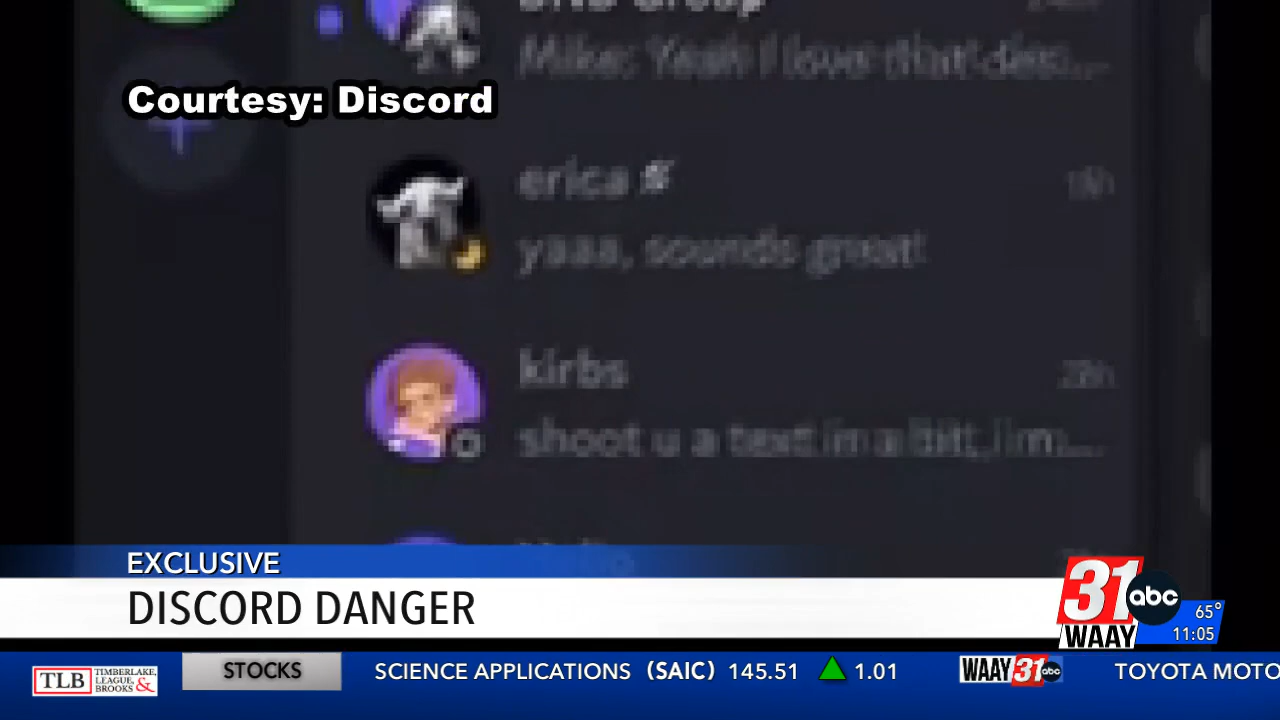 Group
Mike: Yeah I love that desi...
Courtesy: Discord
erica
yaaa, sounds great!
kirbs
shoot u a text in a bit, im...
EXCLUSIVE
DISCORD DANGER
31 abc
WAAY
65°
11:05
TLB TIMBERLAKE, LEAGUE, & BROOKS
STOCKS
SCIENCE APPLICATIONS (SAIC) 145.51 ▲ 1.01
WAAY 31 abc
TOYOTA MOTO